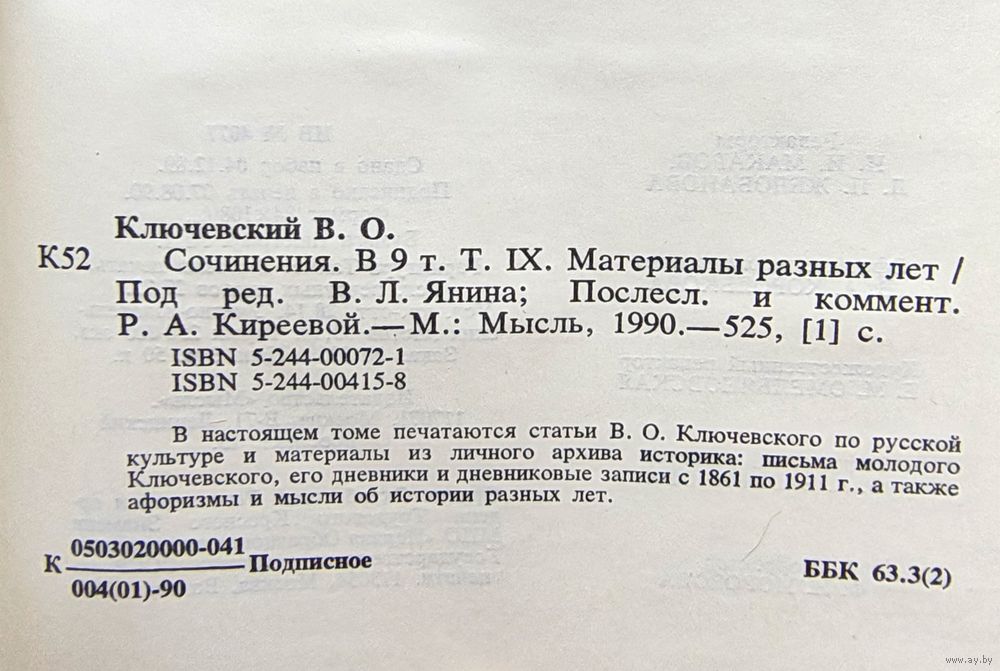 Ключевский В. О.
К52 Сочинения. В 9 т. Т. IX. Материалы разных лет /
Под ред. В. Л. Янина; Послесл. и коммент.
Р. А. Киреевой.— М.: Мысль, 1990.—525, [1] с.
ISBN 5-244-00072-1
ISBN 5-244-00415-8
В настоящем томе печатаются статьи В. О. Ключевского по русской
культуре и материалы из личного архива историка: письма молодого
Ключевского, его дневники и дневниковые записи с 1861 по 1911 г., а также
афоризмы и мысли об истории разных лет.
К 0503020000-041 Подписное
004(01)-90
ББК 63.3(2)
www.ay.by